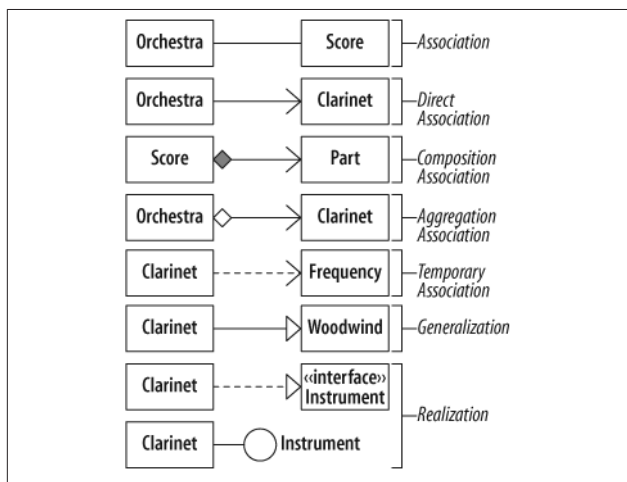 Orchestra Score Association
Orchestra Clarinet Direct
Association
Score Part Composition
Association
Orchestra Clarinet Aggregation
Association
Clarinet Frequency Temporary
Association
Clarinet Woodwind Generalization
Clarinet «interface»
Instrument
Realization
Clarinet Instrument